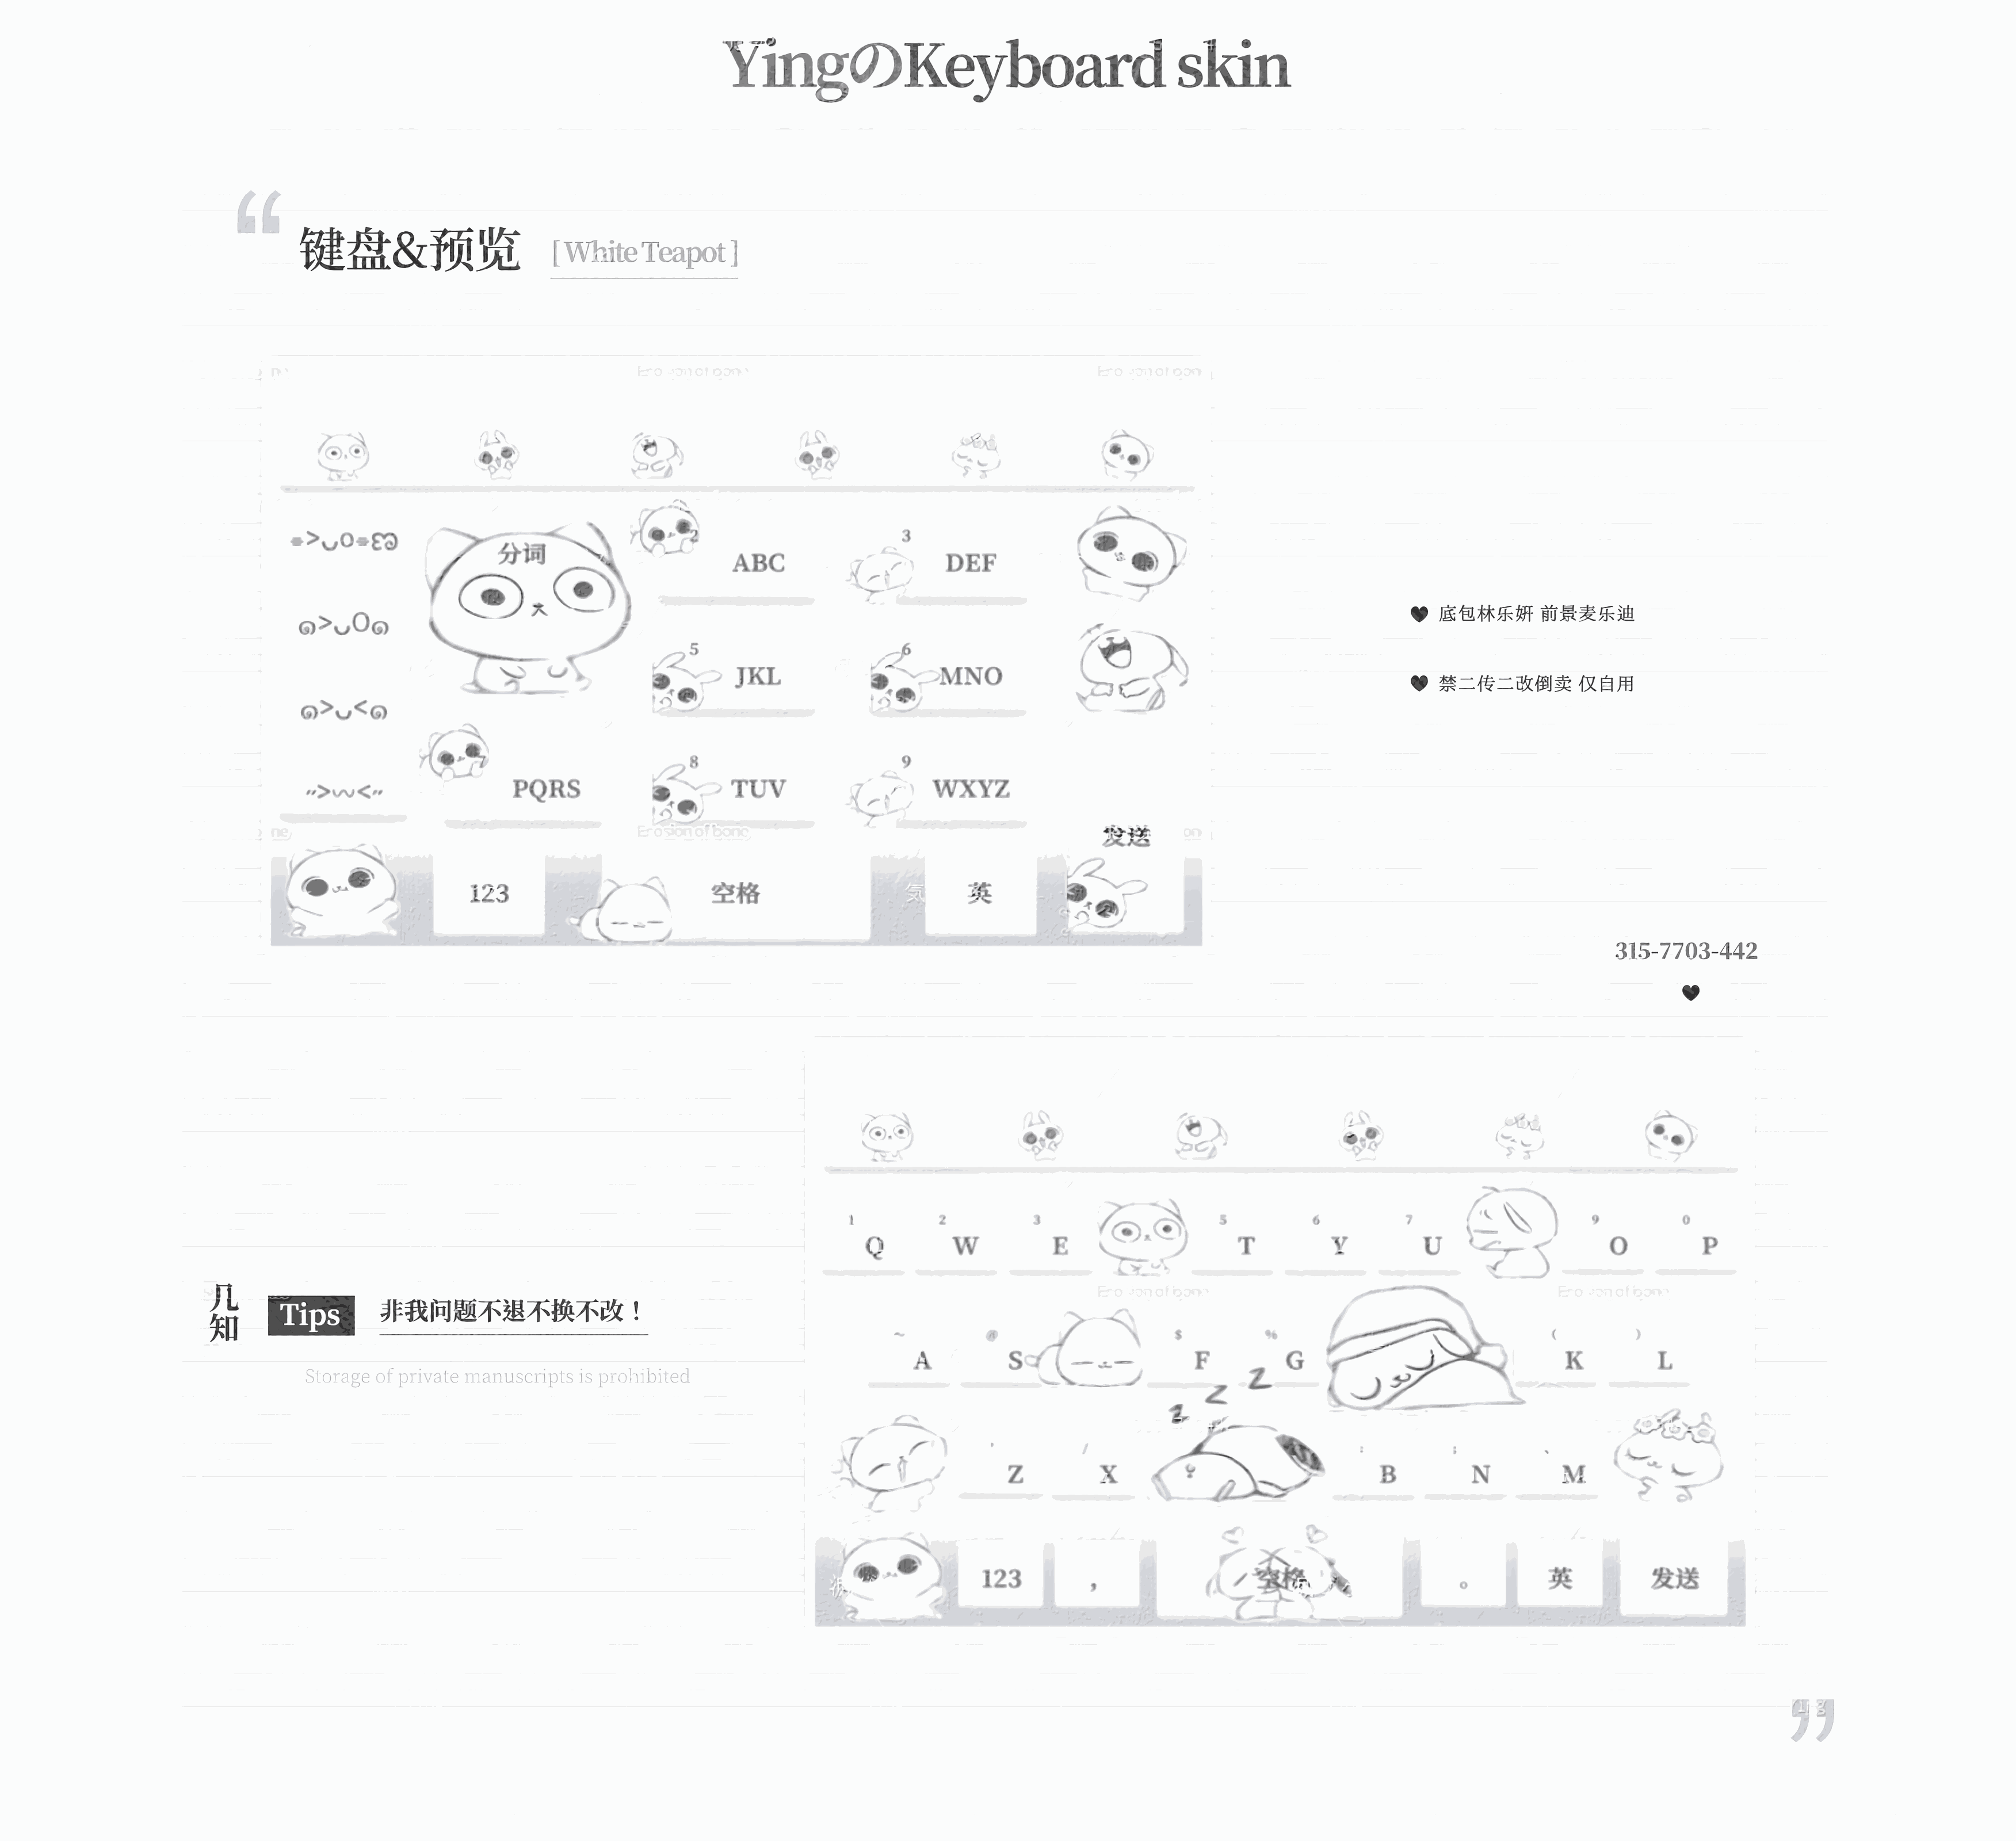 YingのKeyboard skin
“
键盘&预览 [ White Teapot ]
分词
2
ABC
3
DEF
5
JKL
6
MNO
PQRS
8
TUV
9
WXYZ
Erosion of bone
发送
123
空格
英
♥ 底包林乐妍 前景麦乐迪
♥ 禁二传二改倒卖 仅自用
315-7703-442
♥
1 2 3 5 6 7 9 0
Q W E T Y U O P
~ @ $ % ( )
A S F G K L
z z z
Z X B N M
123 , 空格 。 英 发送
几知
Tips 非我问题不退不换不改！
Storage of private manuscripts is prohibited
”